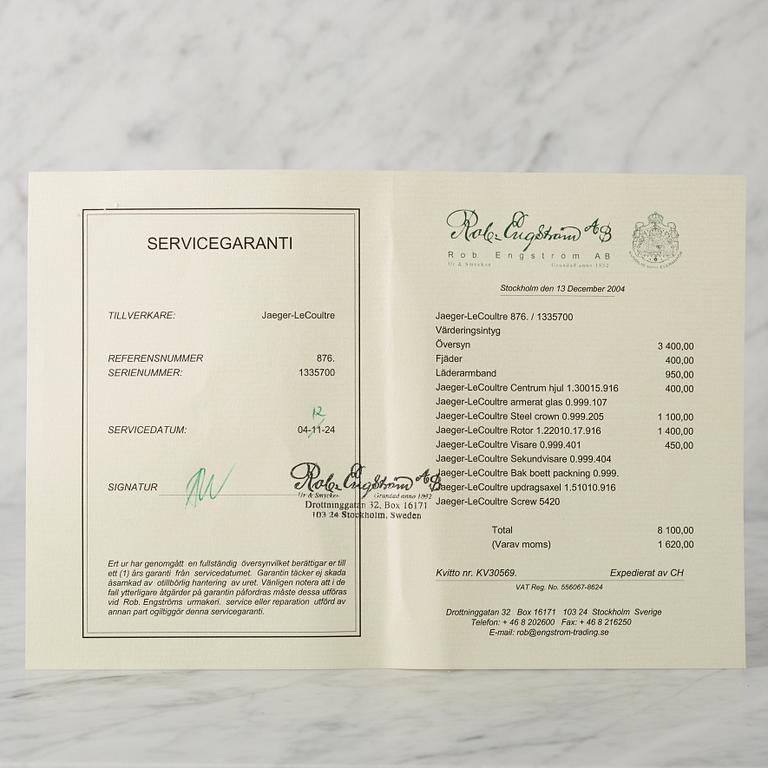 SERVICEGARANTI
TILLVERKARE: Jaeger-LeCoultre
REFERENSNUMMER 876.
SERIENUMMER: 1335700
12
SERVICEDATUM: 04-11-24
SIGNATUR
Rob. Engström AB
Ur & Smycken Grundad anno 1952
Drottninggatan 32, Box 16171
103 24 Stockholm, Sweden
Ert ur har genomgått en fullständig översynvilket berättigar er till
ett (1) års garanti från servicedatumet. Garantin täcker ej skada
åsamkad av otillbörlig hantering av uret. Vänligen notera att i de
fall ytterligare åtgärder på garantin påfordras måste dessa utföras
vid Rob. Engströms urmakeri. service eller reparation utförd av
annan part ogiltiggör denna servicegaranti.
Rob. Engström AB
Rob. Engstrom AB
Ur & Smycken Grundad anno 1952
Stockholm den 13 December 2004
Jaeger-LeCoultre 876. / 1335700
Värderingsintyg
Översyn 3 400,00
Fjäder 400,00
Läderarmband 950,00
Jaeger-LeCoultre Centrum hjul 1.30015.916 400,00
Jaeger-LeCoultre armerat glas 0.999.107
Jaeger-LeCoultre Steel crown 0.999.205 1 100,00
Jaeger-LeCoultre Rotor 1.22010.17.916 1 400,00
Jaeger-LeCoultre Visare 0.999.401 450,00
Jaeger-LeCoultre Sekundvisare 0.999.404
Jaeger-LeCoultre Bak boett packning 0.999.
Jaeger-LeCoultre updragsaxel 1.51010.916
Jaeger-LeCoultre Screw 5420
Total 8 100,00
(Varav moms) 1 620,00
Kvitto nr. KV30569. Expedierat av CH
VAT Reg. No. 556067-8624
Drottninggatan 32 Box 16171 103 24 Stockholm Sverige
Telefon: + 46 8 202600 Fax: + 46 8 216250
E-mail: rob@engstrom-trading.se